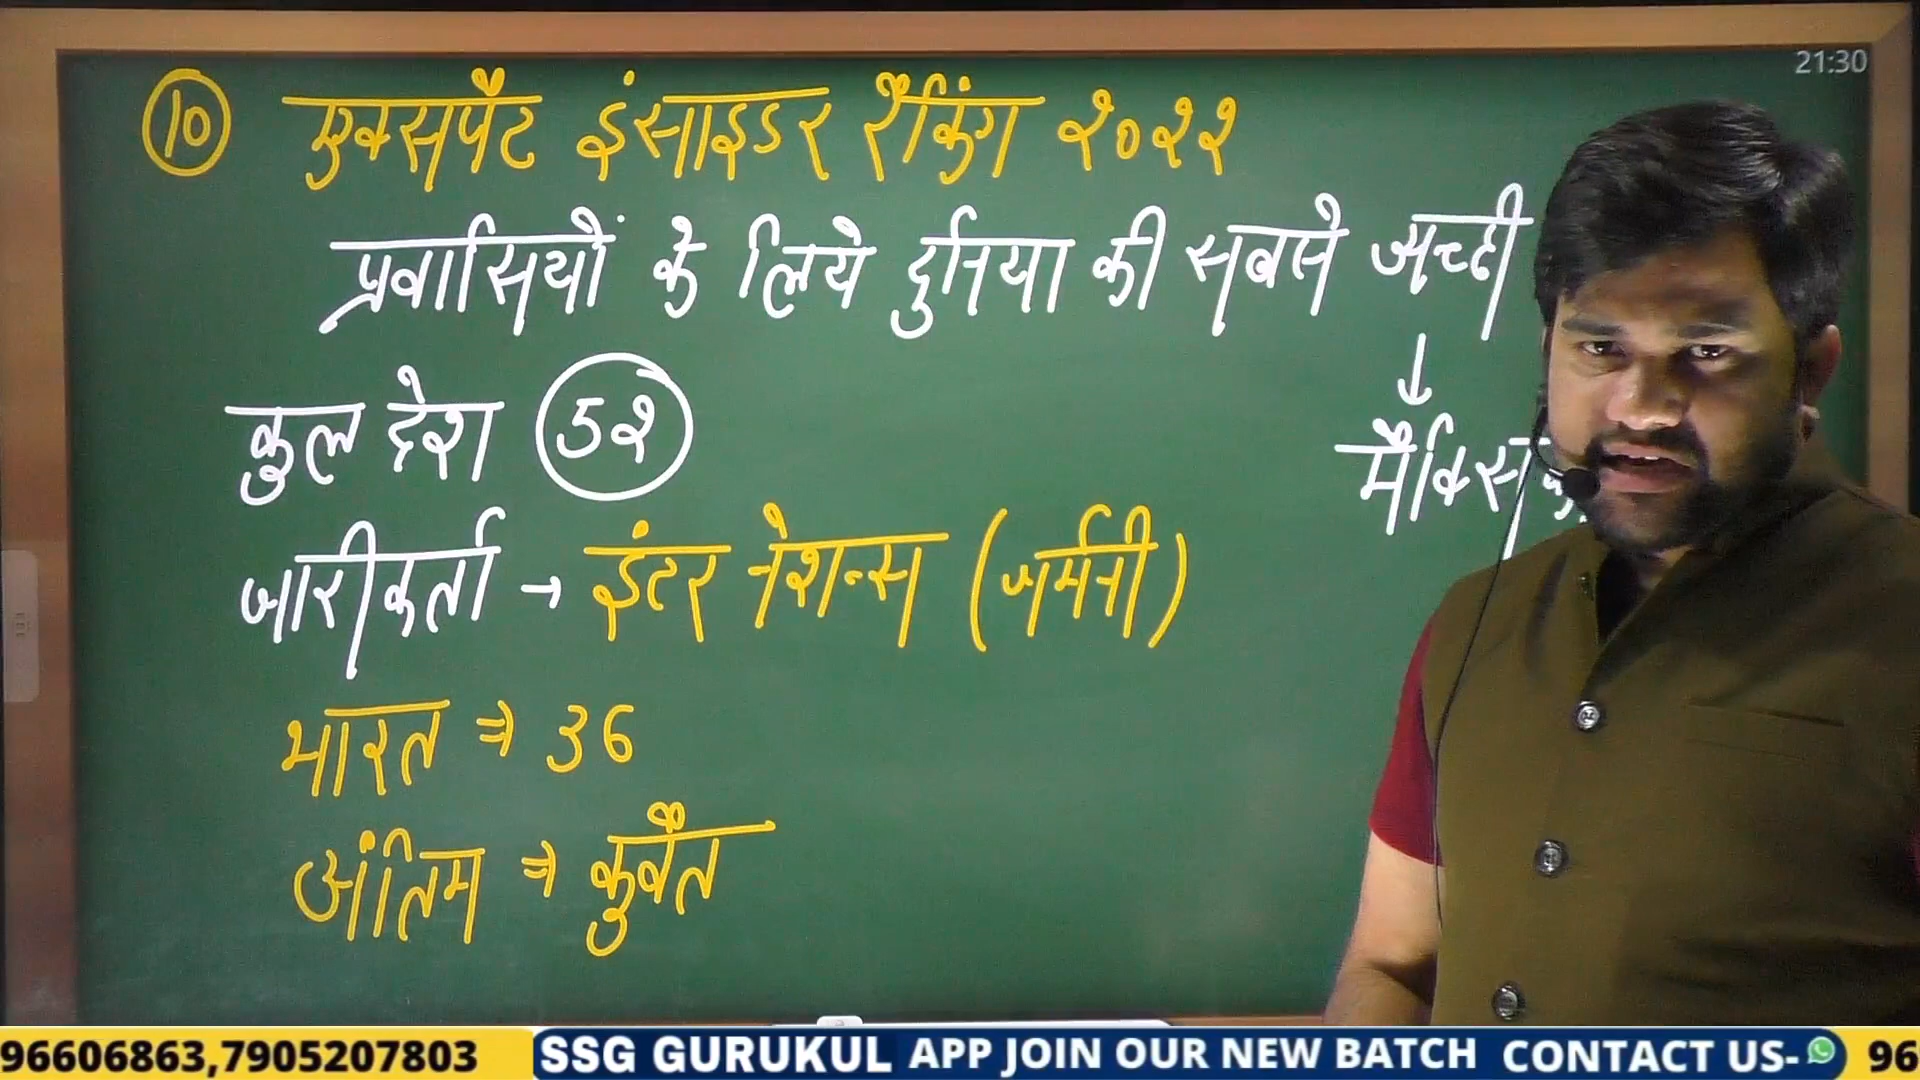 21:30
10 एक्सपैट इंसाइडर रैंकिंग २०२२
प्रवासियों के लिये दुनिया की सबसे अच्छी
↓
कुल देश 52
जारीकर्ता → इंटर नेशन्स (जर्मनी)
भारत → 36
अंतिम → कुवैत
96606863,7905207803 SSG GURUKUL APP JOIN OUR NEW BATCH CONTACT US- 96